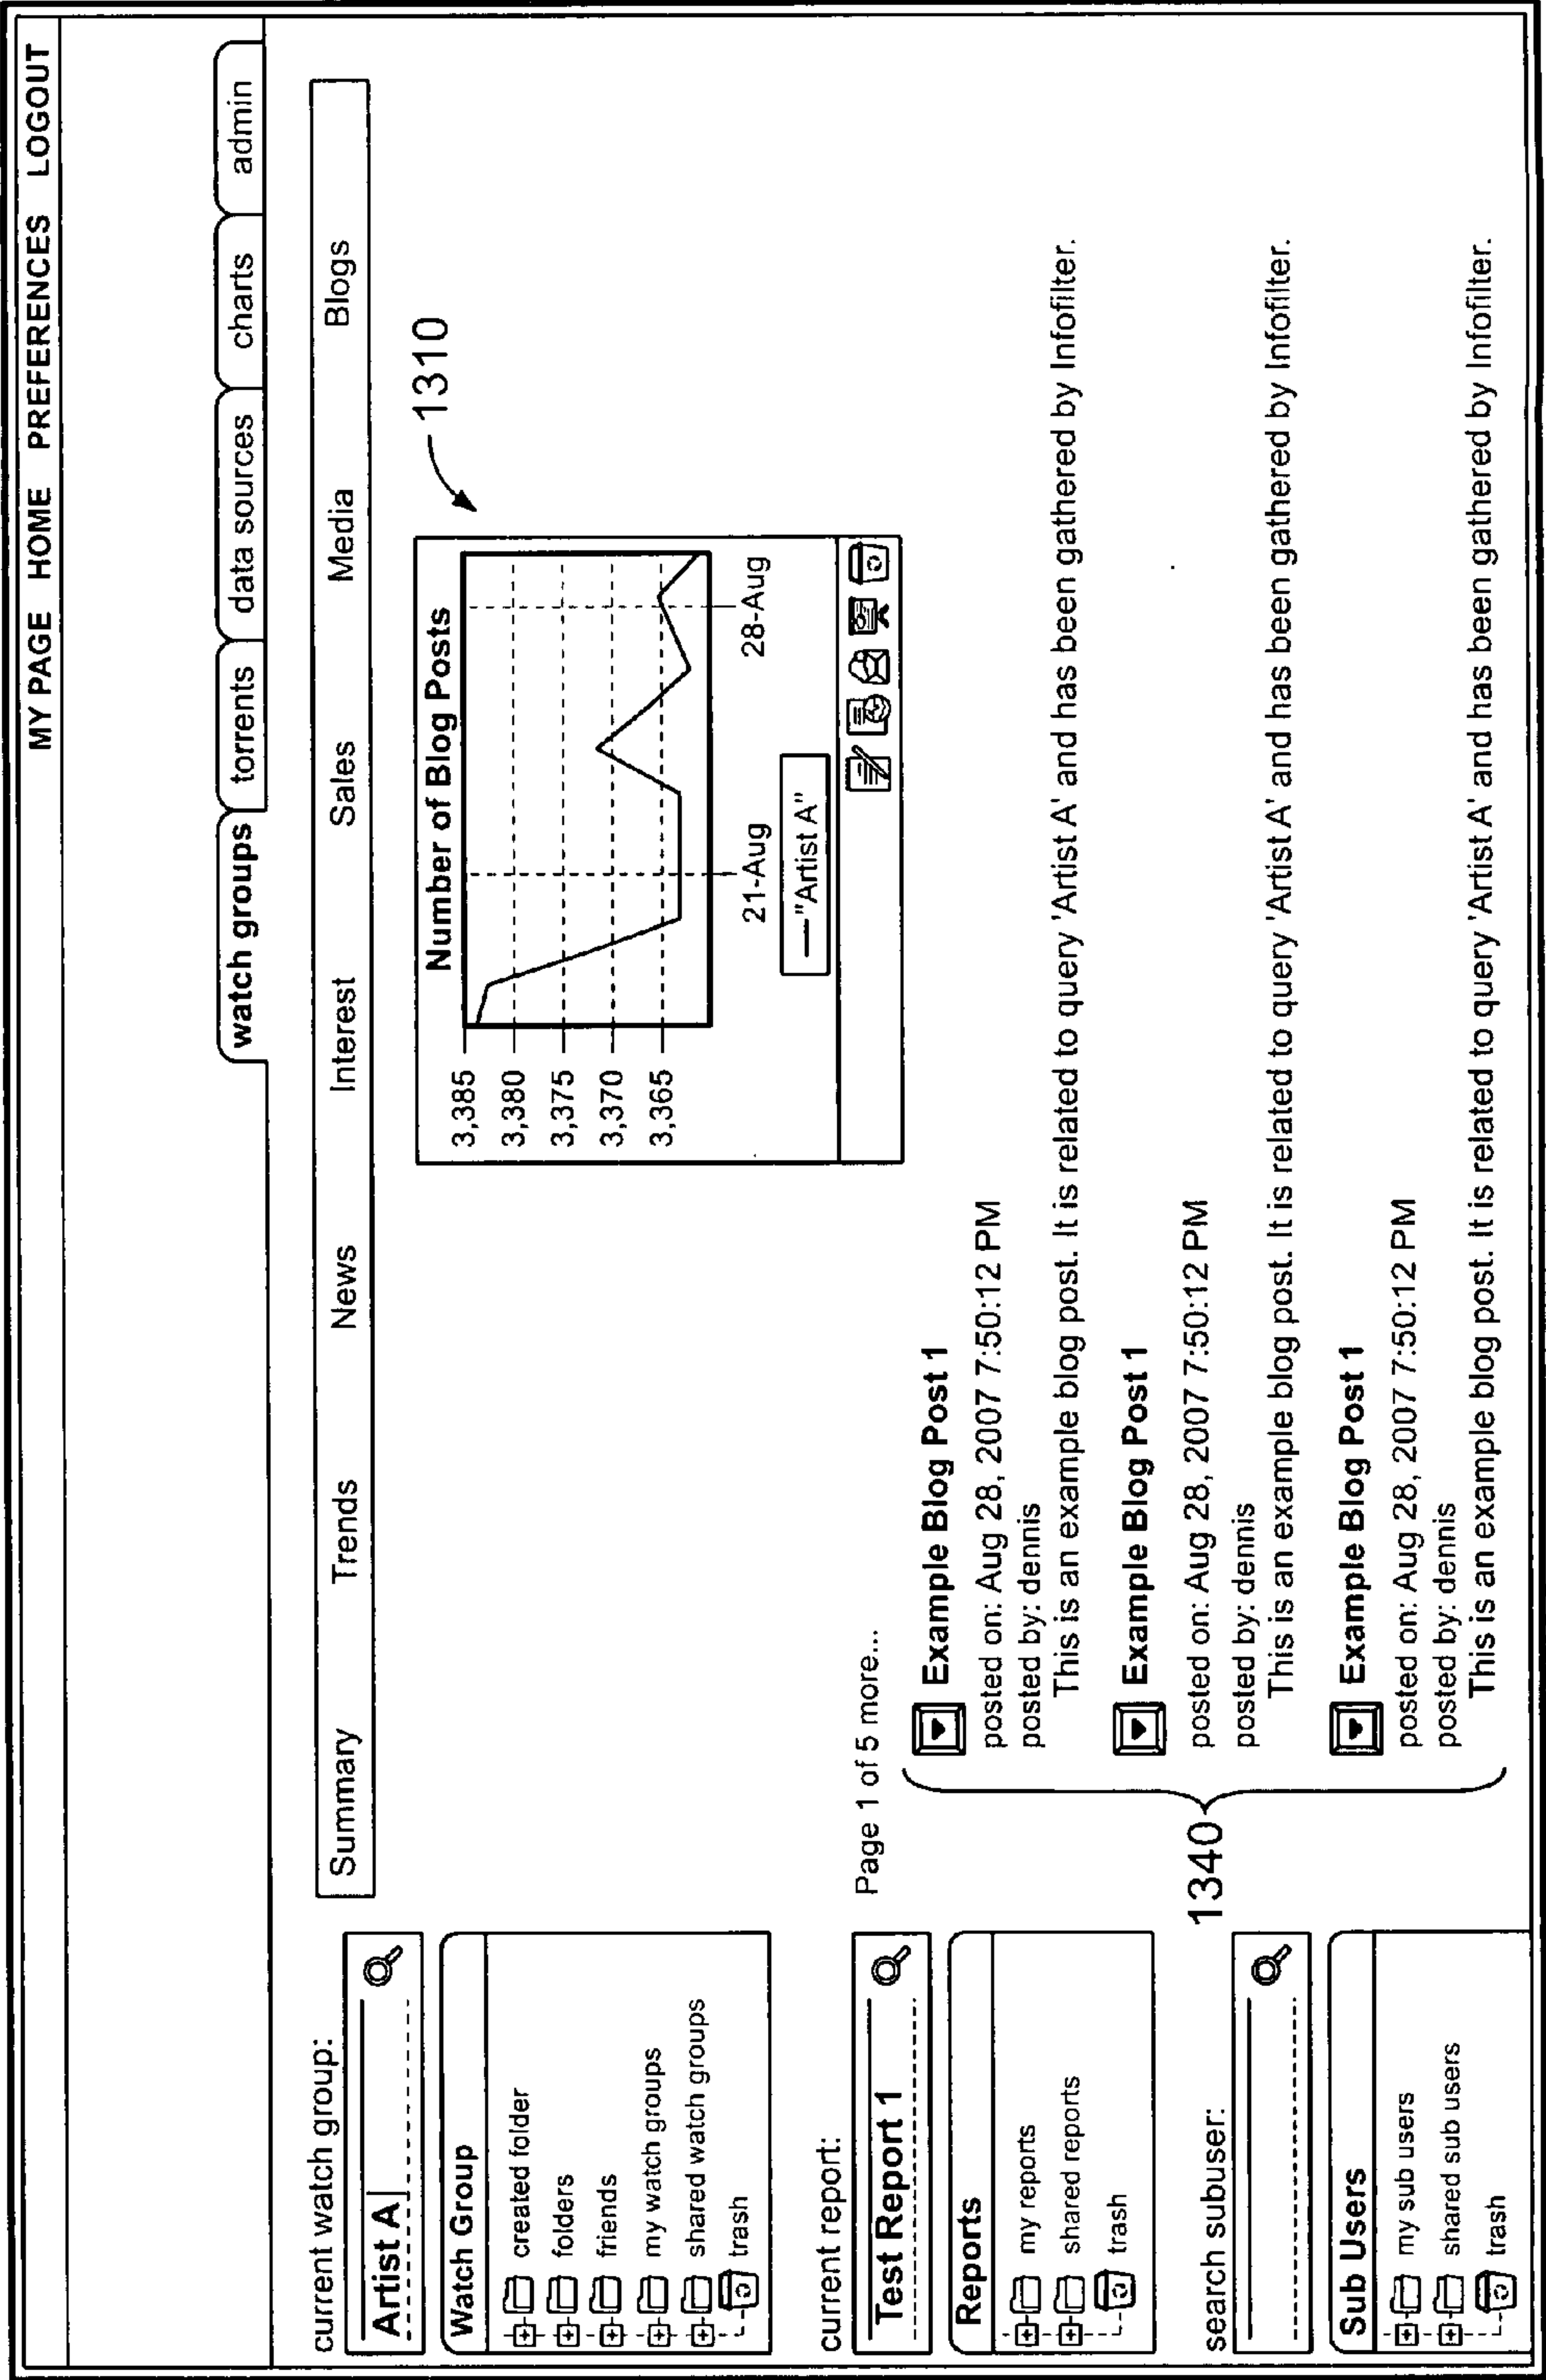 MY PAGE HOME PREFERENCES LOGOUT
watch groups torrents data sources charts admin
current watch group:
Artist A
Watch Group
created folder
folders
friends
my watch groups
shared watch groups
trash
current report:
Test Report 1
Reports
my reports
shared reports
trash
search subuser:
Sub Users
my sub users
shared sub users
trash
Summary Trends News Interest Sales Media Blogs
1310
Number of Blog Posts
3,385
3,380
3,375
3,370
3,365
21-Aug 28-Aug
"Artist A"
Page 1 of 5 more...
1340
Example Blog Post 1
posted on: Aug 28, 2007 7:50:12 PM
posted by: dennis
This is an example blog post. It is related to query 'Artist A' and has been gathered by Infofilter.
Example Blog Post 1
posted on: Aug 28, 2007 7:50:12 PM
posted by: dennis
This is an example blog post. It is related to query 'Artist A' and has been gathered by Infofilter.
Example Blog Post 1
posted on: Aug 28, 2007 7:50:12 PM
posted by: dennis
This is an example blog post. It is related to query 'Artist A' and has been gathered by Infofilter.